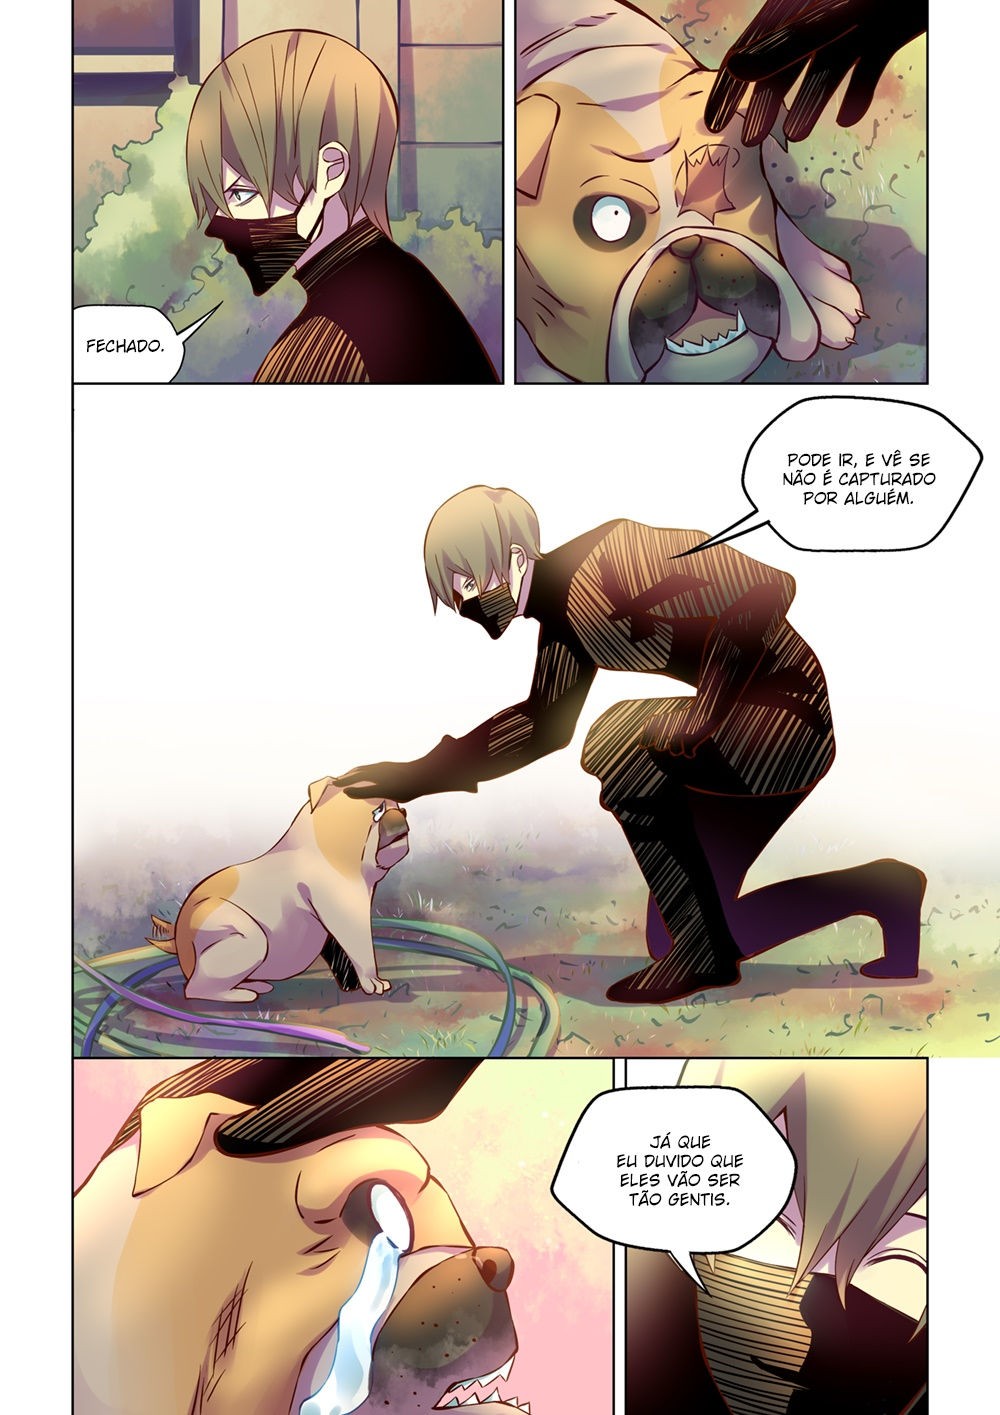 FECHADO.
PODE IR, E VÊ SE
NÃO É CAPTURADO
POR ALGUÉM.
JÁ QUE
EU DUVIDO QUE
ELES VÃO SER
TÃO GENTIS.